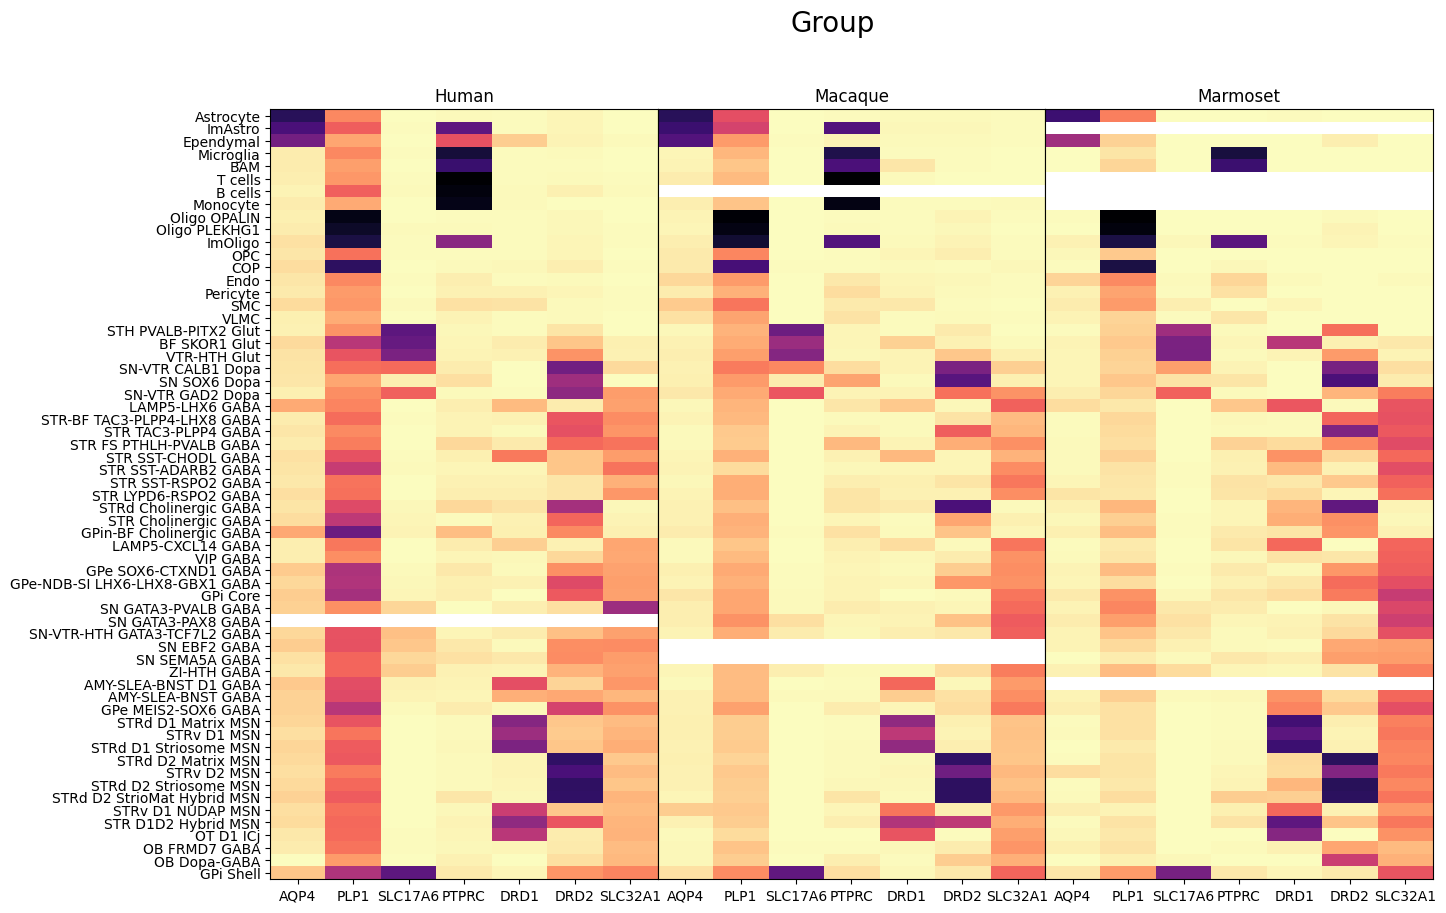 Group
Human Macaque Marmoset
Astrocyte
ImAstro
Ependymal
Microglia
BAM
T cells
B cells
Monocyte
Oligo OPALIN
Oligo PLEKHG1
ImOligo
OPC
COP
Endo
Pericyte
SMC
VLMC
STH PVALB-PITX2 Glut
BF SKOR1 Glut
VTR-HTH Glut
SN-VTR CALB1 Dopa
SN SOX6 Dopa
SN-VTR GAD2 Dopa
LAMP5-LHX6 GABA
STR-BF TAC3-PLPP4-LHX8 GABA
STR TAC3-PLPP4 GABA
STR FS PTHLH-PVALB GABA
STR SST-CHODL GABA
STR SST-ADARB2 GABA
STR SST-RSPO2 GABA
STR LYPD6-RSPO2 GABA
STRd Cholinergic GABA
STR Cholinergic GABA
GPin-BF Cholinergic GABA
LAMP5-CXCL14 GABA
VIP GABA
GPe SOX6-CTXND1 GABA
GPe-NDB-SI LHX6-LHX8-GBX1 GABA
GPi Core
SN GATA3-PVALB GABA
SN GATA3-PAX8 GABA
SN-VTR-HTH GATA3-TCF7L2 GABA
SN EBF2 GABA
SN SEMA5A GABA
ZI-HTH GABA
AMY-SLEA-BNST D1 GABA
AMY-SLEA-BNST GABA
GPe MEIS2-SOX6 GABA
STRd D1 Matrix MSN
STRv D1 MSN
STRd D1 Striosome MSN
STRd D2 Matrix MSN
STRv D2 MSN
STRd D2 Striosome MSN
STRd D2 StrioMat Hybrid MSN
STRv D1 NUDAP MSN
STR D1D2 Hybrid MSN
OT D1 ICj
OB FRMD7 GABA
OB Dopa-GABA
GPi Shell
AQP4 PLP1 SLC17A6 PTPRC DRD1 DRD2 SLC32A1 AQP4 PLP1 SLC17A6 PTPRC DRD1 DRD2 SLC32A1 AQP4 PLP1 SLC17A6 PTPRC DRD1 DRD2 SLC32A1